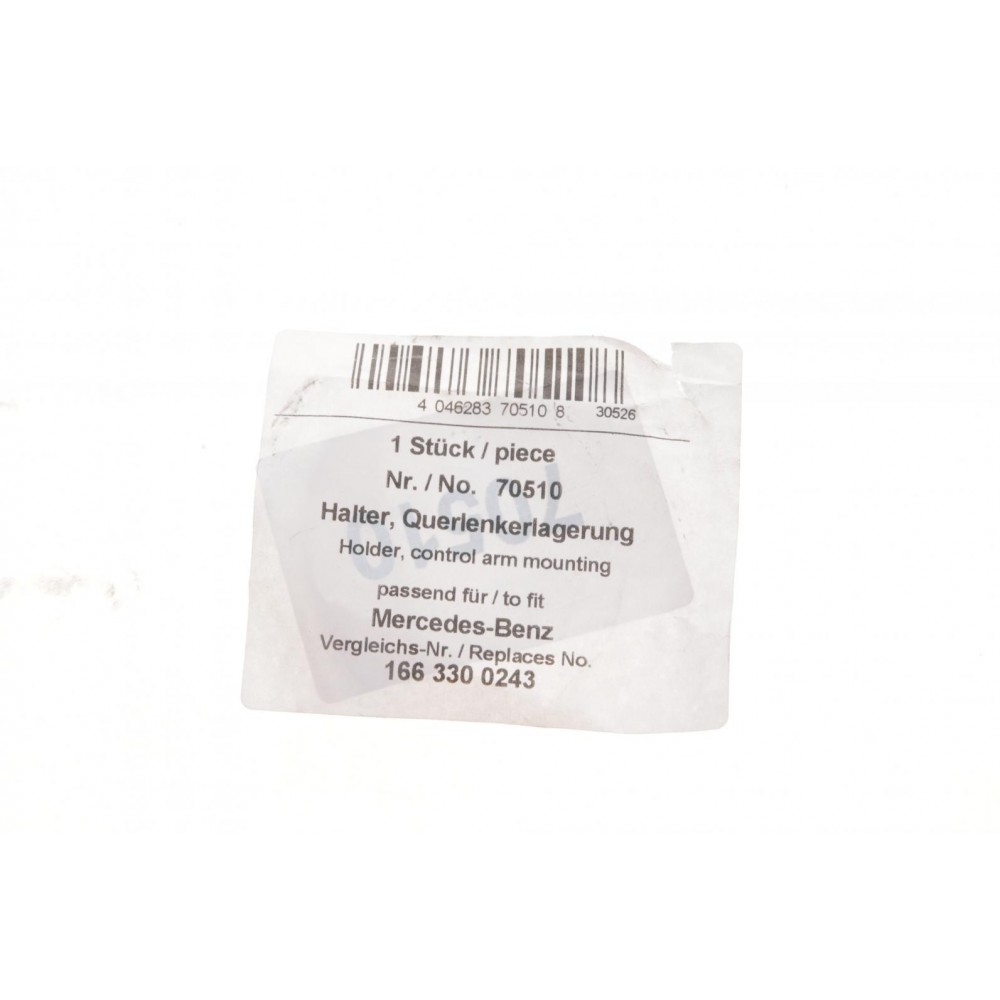 4 046283 70510 8 30526
1 Stück / piece
Nr. / No. 70510
Halter, Querlenkerlagerung
Holder, control arm mounting
passend für / to fit
Mercedes-Benz
Vergleichs-Nr. / Replaces No.
166 330 0243
70510